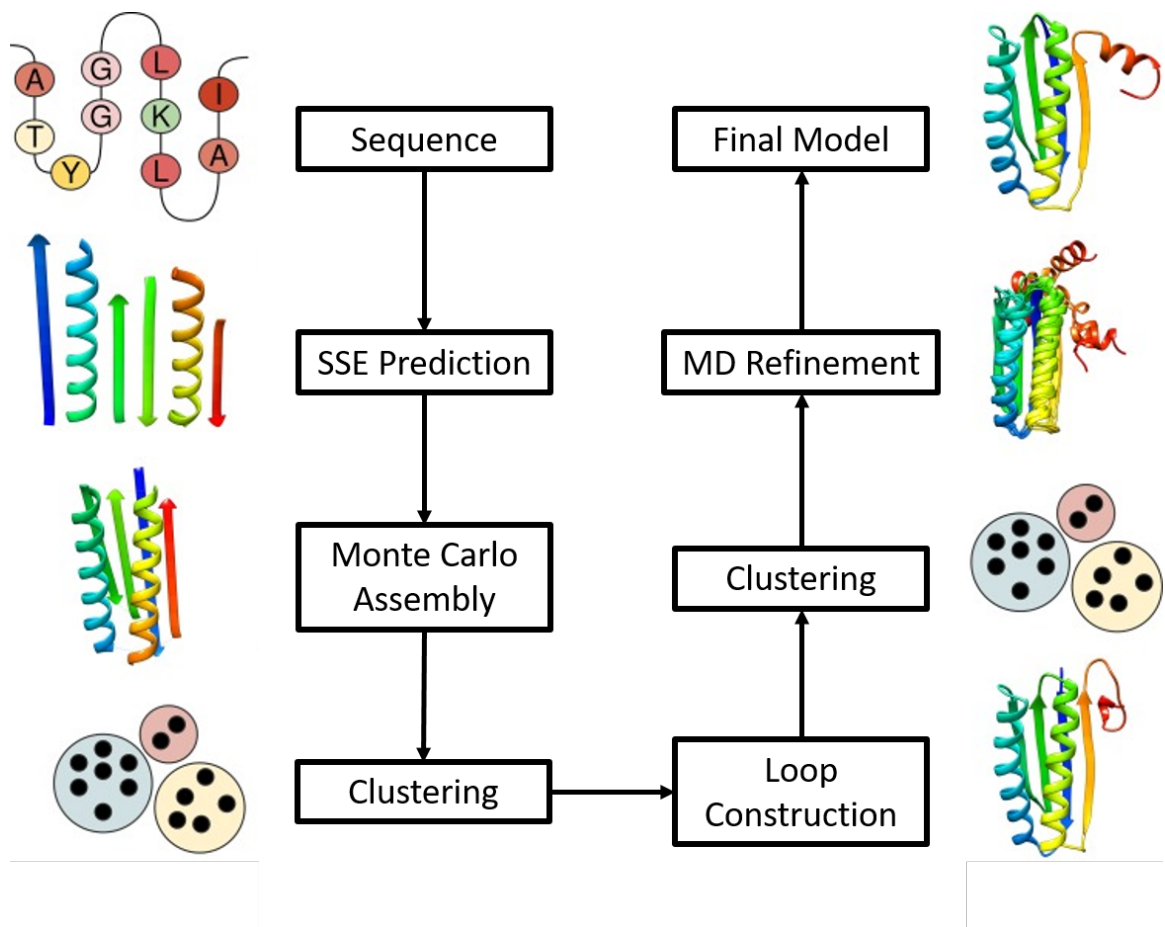 A
T
Y
G
G
L
K
L
A
I
Sequence
SSE Prediction
Monte Carlo
Assembly
Clustering
Loop
Construction
Clustering
MD Refinement
Final Model